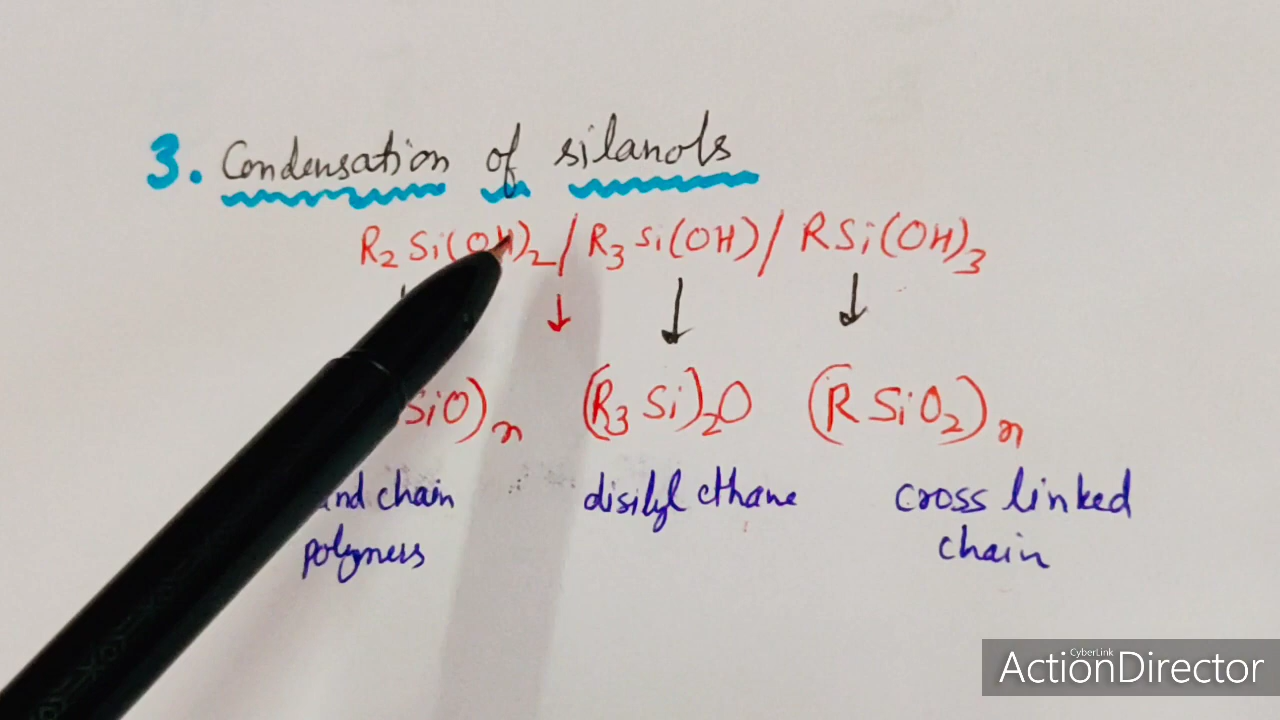 3. Condensation of silanols
R₂Si(OH)₂ / R₃Si(OH) / RSi(OH)₃
↓ ↓ ↓
SiO)n (R₃Si)₂O (RSiO₂)n
chain disilyl ethane cross linked
polymers chain
CyberLink
ActionDirector